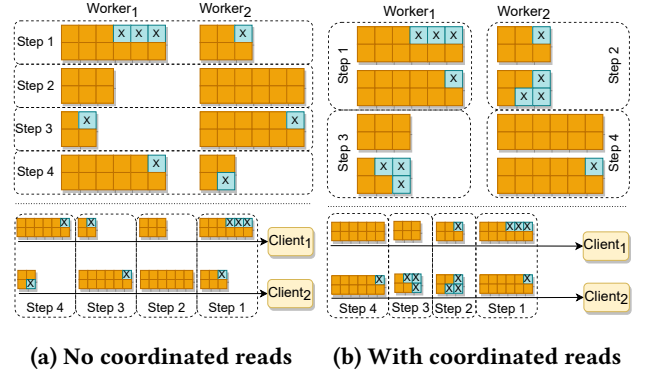 Worker1
Worker2
Step 1
X X X
X
Step 2
Step 3
X
X
Step 4
X
X
X
X
X X X
Client1
X
X
X
Client2
Step 4
Step 3
Step 2
Step 1
(a) No coordinated reads
Worker1
Worker2
Step 1
X X X
X
Step 2
X
X
X X
Step 3
X X
X
Step 4
X
X
X X X
Client1
X
X X
X
X
X X
X
Client2
Step 4
Step 3
Step 2
Step 1
(b) With coordinated reads